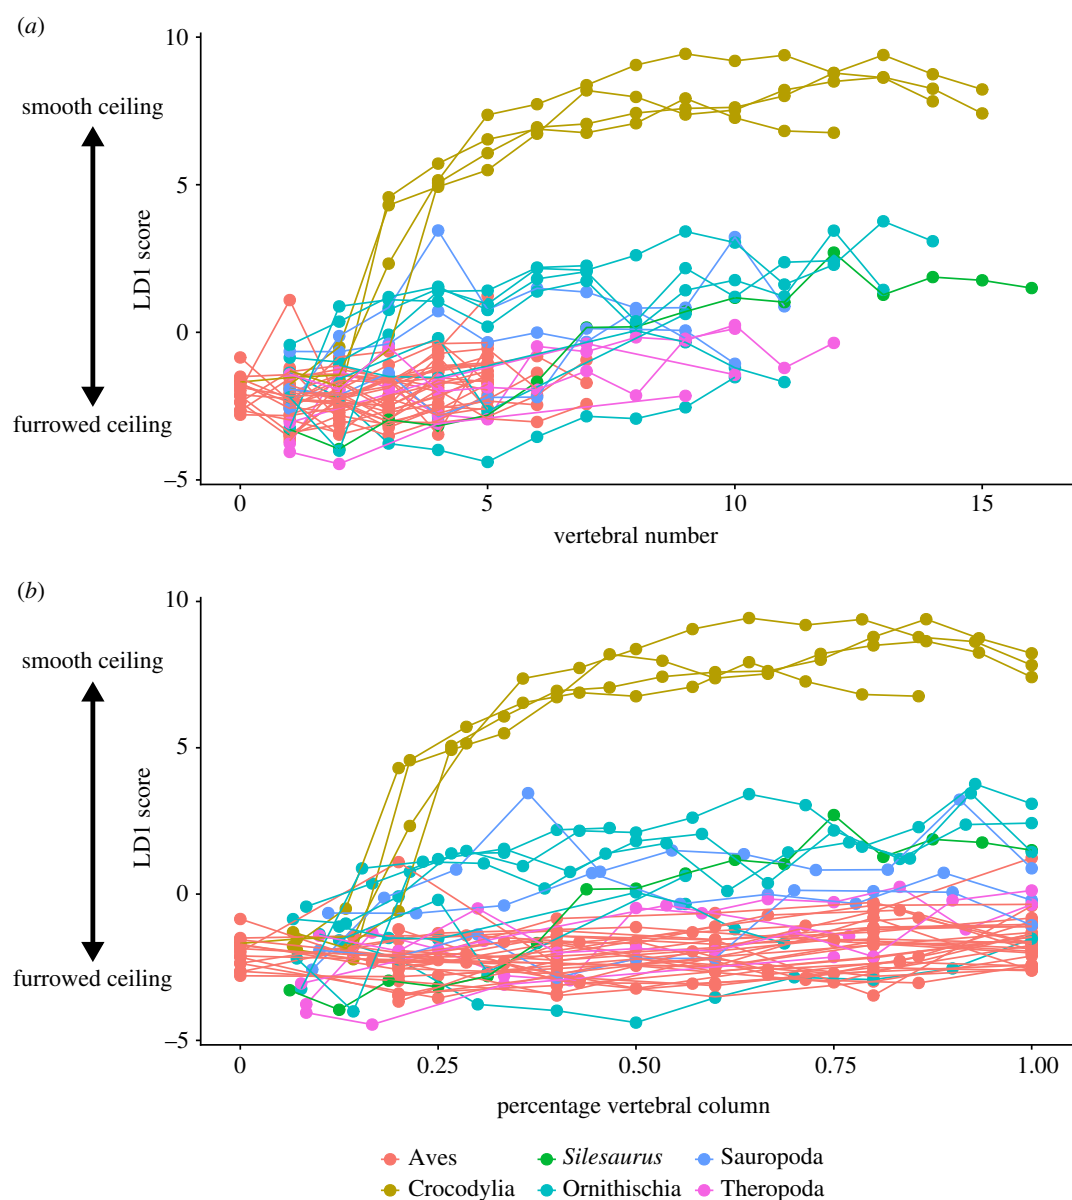 (a)
10
smooth ceiling
5
LD1 score
0
furrowed ceiling
–5
0 5 10 15
vertebral number
(b)
10
smooth ceiling
5
LD1 score
0
furrowed ceiling
–5
0 0.25 0.50 0.75 1.00
percentage vertebral column
Aves Silesaurus Sauropoda
Crocodylia Ornithischia Theropoda